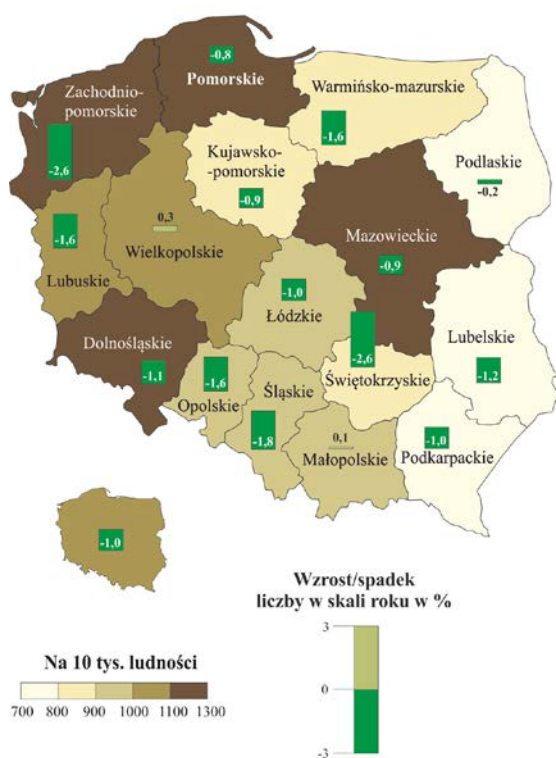 -0,8
Pomorskie
Zachodnio-
pomorskie
-2,6
Warmińsko-mazurskie
-1,6
Kujawsko-
-pomorskie
-0,9
Podlaskie
-0,2
-1,6
Lubuskie
0,3
Wielkopolskie
Mazowieckie
-0,9
-1,0
Łódzkie
Dolnośląskie
-1,1
-1,6
Opolskie
Śląskie
-1,8
-2,6
Świętokrzyskie
Lubelskie
-1,2
0,1
Małopolskie
-1,0
Podkarpackie
-1,0
Wzrost/spadek
liczby w skali roku w %
3
0
-3
Na 10 tys. ludności
700 800 900 1000 1100 1300